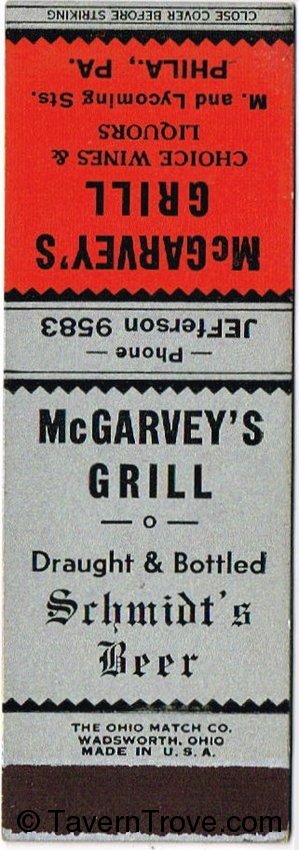 CLOSE COVER BEFORE STRIKING
McGARVEY'S
GRILL
CHOICE WINES &
LIQUORS
M. and Lycoming Sts.
PHILA., PA.
— Phone —
JEFferson 9583
McGARVEY'S
GRILL
— o —
Draught & Bottled
Schmidt's
Beer
THE OHIO MATCH CO.
WADSWORTH, OHIO
MADE IN U. S. A.
© TavernTrove.com